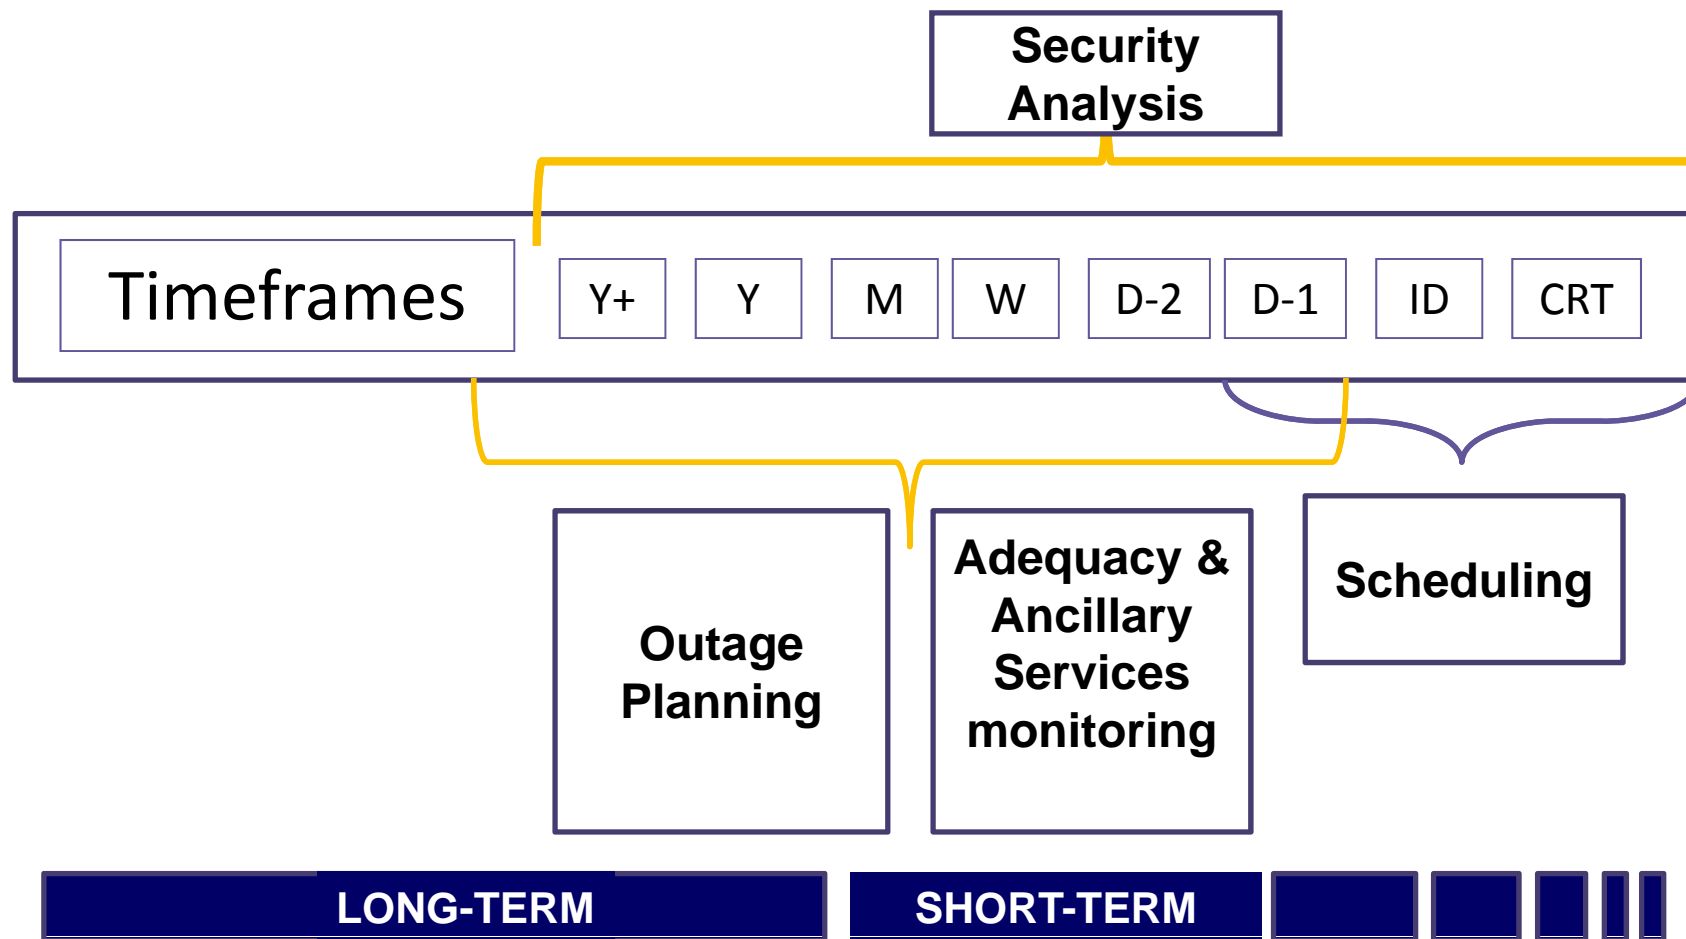 Security
Analysis
Timeframes
Y+
Y
M
W
D-2
D-1
ID
CRT
Outage
Planning
Adequacy &
Ancillary
Services
monitoring
Scheduling
LONG-TERM
SHORT-TERM